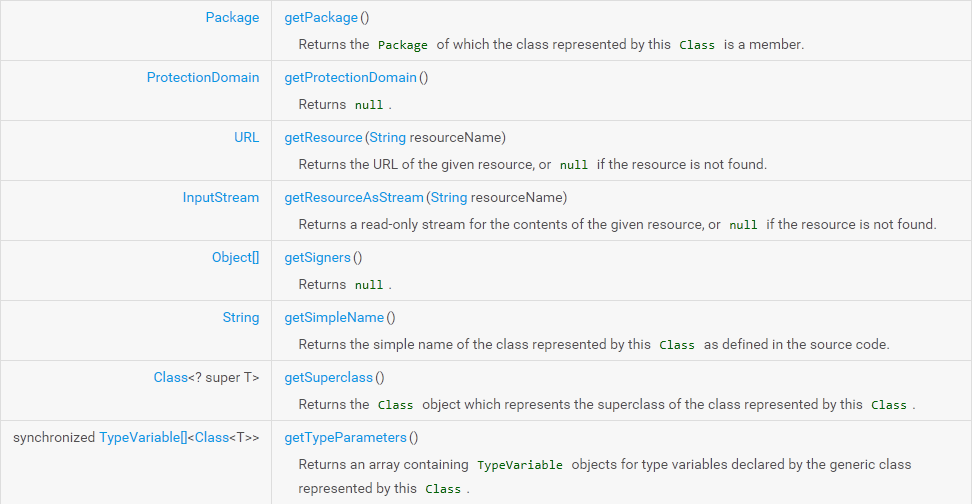 Package getPackage()
Returns the Package of which the class represented by this Class is a member.
ProtectionDomain getProtectionDomain()
Returns null.
URL getResource(String resourceName)
Returns the URL of the given resource, or null if the resource is not found.
InputStream getResourceAsStream(String resourceName)
Returns a read-only stream for the contents of the given resource, or null if the resource is not found.
Object[] getSigners()
Returns null.
String getSimpleName()
Returns the simple name of the class represented by this Class as defined in the source code.
Class<? super T> getSuperclass()
Returns the Class object which represents the superclass of the class represented by this Class.
synchronized TypeVariable[]<Class<T>> getTypeParameters()
Returns an array containing TypeVariable objects for type variables declared by the generic class
represented by this Class.